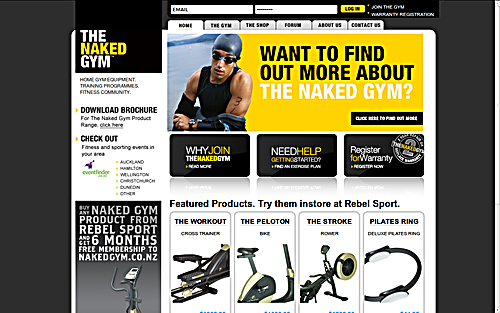 EMAIL
LOG IN
JOIN THE GYM
WARRANTY REGISTRATION
HOME
THE GYM
THE SHOP
FORUM
ABOUT US
CONTACT US
THE
NAKED
GYM
HOME GYM EQUIPMENT.
TRAINING PROGRAMMES.
FITNESS COMMUNITY.
DOWNLOAD BROCHURE
For The Naked Gym Product
Range, click here
CHECK OUT
Fitness and sporting events in
your area
eventfinder
AUCKLAND
HAMILTON
WELLINGTON
CHRISTCHURCH
DUNEDIN
OTHER
BUY ANY NAKED GYM
PRODUCT FROM
REBEL SPORT
AND GET 6 MONTHS
FREE MEMBERSHIP TO
NAKEDGYM.CO.NZ
WANT TO FIND
OUT MORE ABOUT
THE NAKED GYM?
CLICK HERE TO FIND OUT MORE
WHY JOIN
THENAKEDGYM
READ MORE
NEED HELP
GETTING STARTED?
FIND AN EXERCISE PLAN
Register
for Warranty
REGISTER NOW
THE NAKED GYM
Featured Products. Try them instore at Rebel Sport.
THE WORKOUT
CROSS TRAINER
THE PELOTON
BIKE
THE STROKE
ROWER
PILATES RING
DELUXE PILATES RING